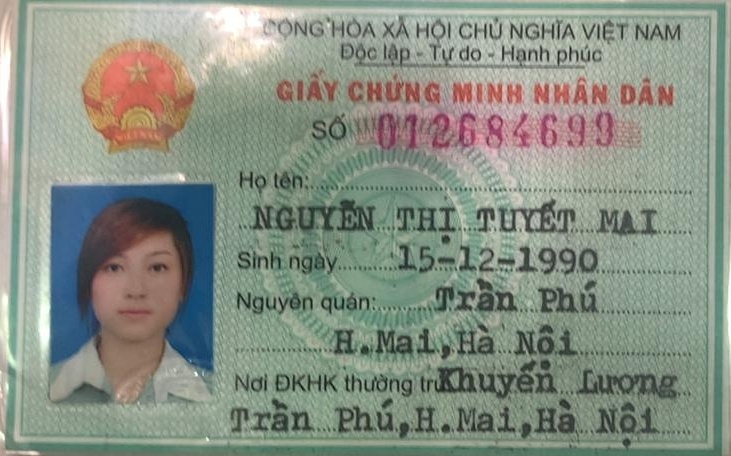 CỘNG HÒA XÃ HỘI CHỦ NGHĨA VIỆT NAM
Độc lập - Tự do - Hạnh phúc
GIẤY CHỨNG MINH NHÂN DÂN
SỐ 012684699
Họ tên:
NGUYỄN THỊ TUYẾT MAI
Sinh ngày 15-12-1990
Nguyên quán: Trần Phú
H.Mai,Hà Nội
Nơi ĐKHK thường trú Khuyến Lương
Trần Phú,H.Mai,Hà Nội
VIỆT NAM